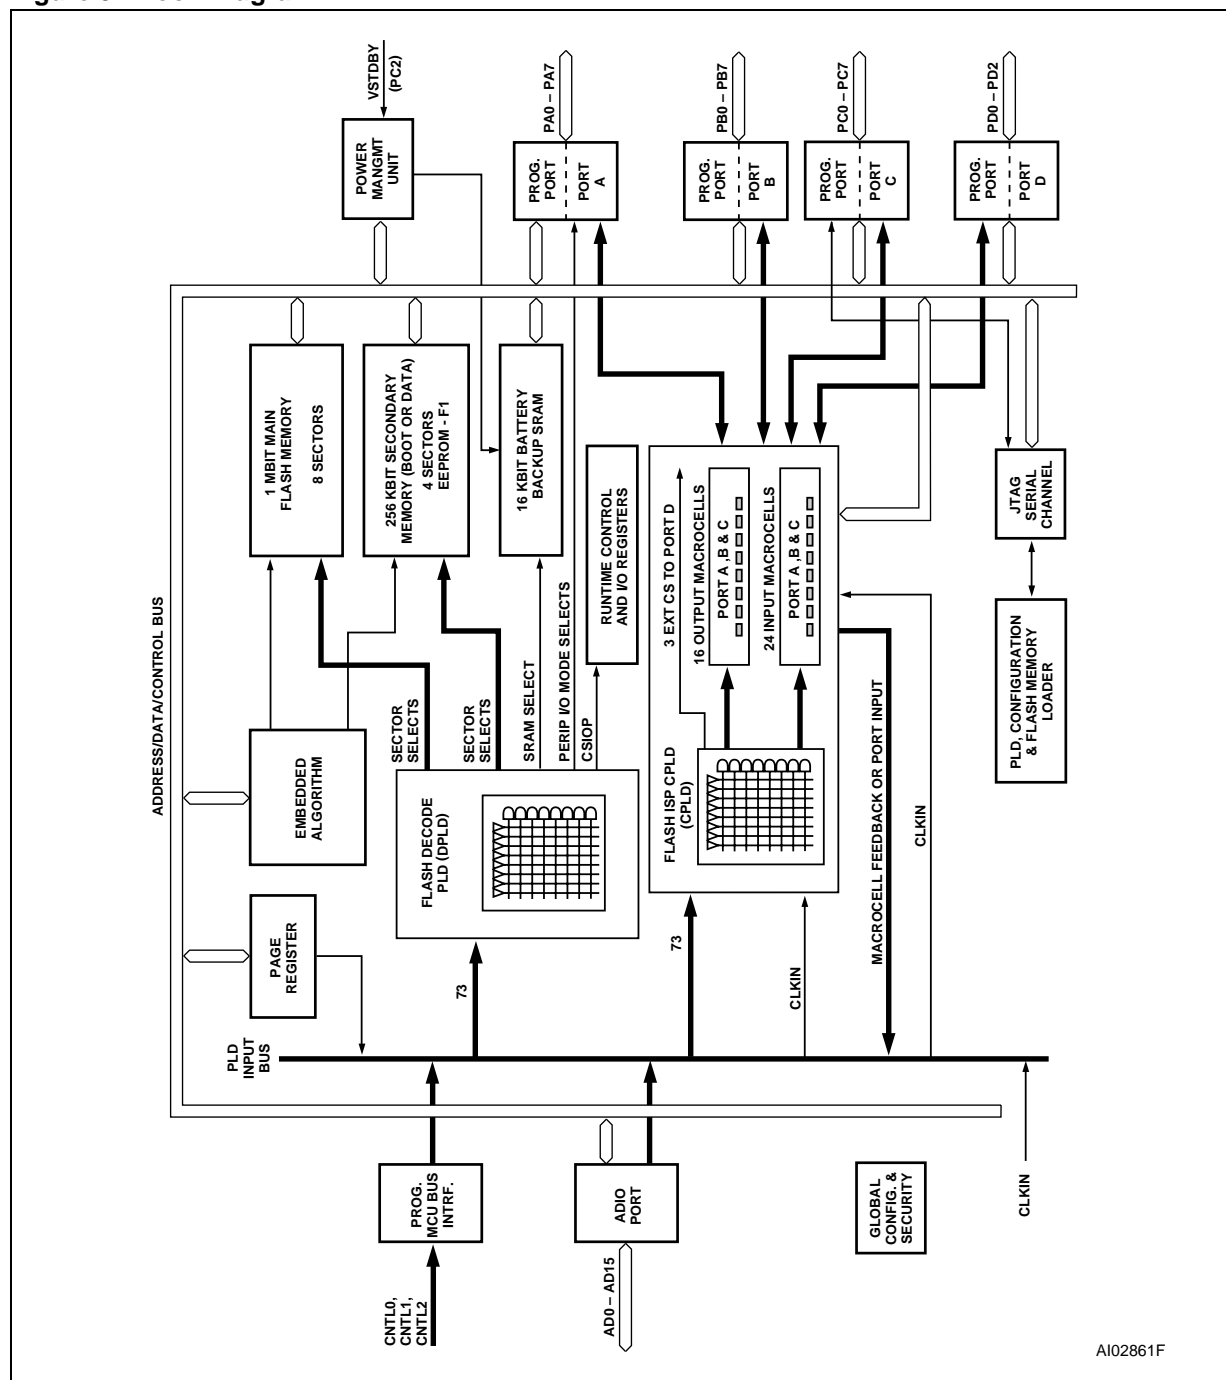 VSTDBY
(PC2)
PA0 – PA7
PB0 – PB7
PC0 – PC7
PD0 – PD2
POWER
MANGMT
UNIT
PROG.
PORT
PORT
A
PROG.
PORT
PORT
B
PROG.
PORT
PORT
C
PROG.
PORT
PORT
D
ADDRESS/DATA/CONTROL BUS
1 MBIT MAIN
FLASH MEMORY
8 SECTORS
256 KBIT SECONDARY
MEMORY (BOOT OR DATA)
4 SECTORS
EEPROM - F1
16 KBIT BATTERY
BACKUP SRAM
RUNTIME CONTROL
AND I/O REGISTERS
3 EXT CS TO PORT D
16 OUTPUT MACROCELLS
PORT A ,B & C
24 INPUT MACROCELLS
PORT A ,B & C
JTAG
SERIAL
CHANNEL
EMBEDDED
ALGORITHM
SECTOR
SELECTS
SECTOR
SELECTS
SRAM SELECT
PERIP I/O MODE SELECTS
CSIOP
FLASH DECODE
PLD (DPLD)
FLASH ISP CPLD
(CPLD)
MACROCELL FEEDBACK OR PORT INPUT
CLKIN
PLD, CONFIGURATION
& FLASH MEMORY
LOADER
PAGE
REGISTER
73
73
CLKIN
PLD
INPUT
BUS
PROG.
MCU BUS
INTRF.
ADIO
PORT
GLOBAL
CONFIG. &
SECURITY
CLKIN
CNTL0,
CNTL1,
CNTL2
AD0 – AD15
AI02861F